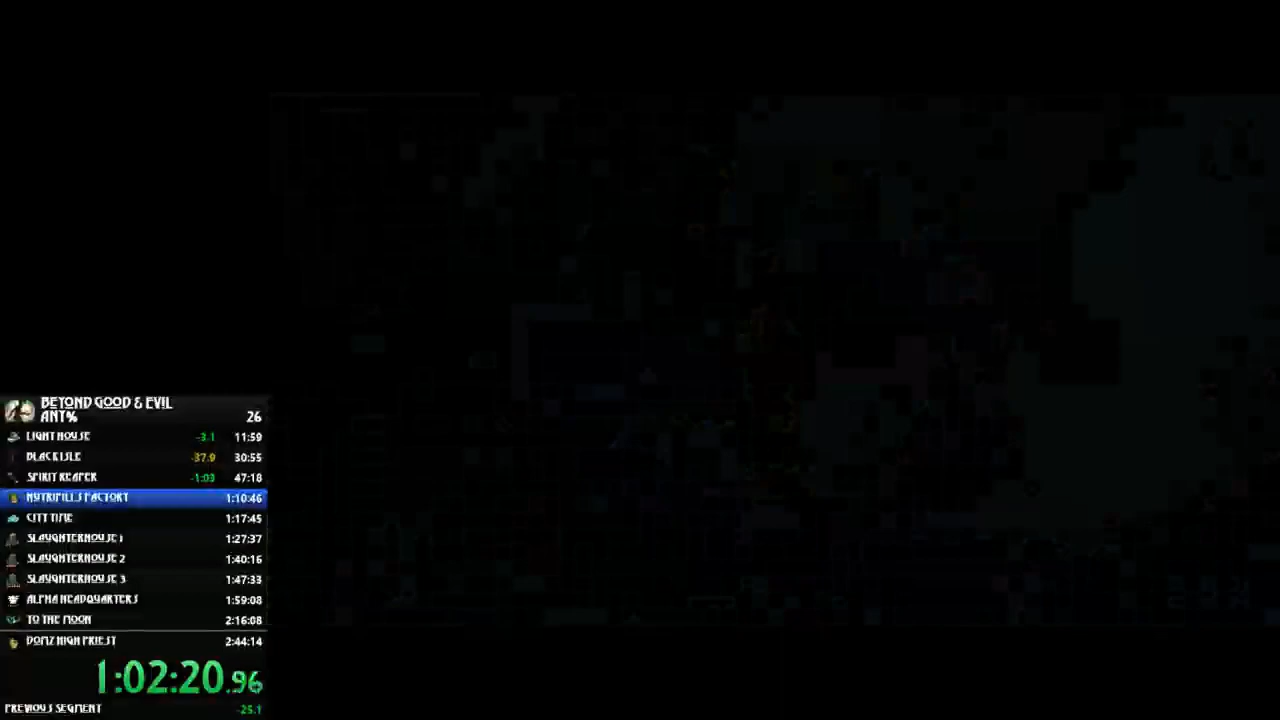 BEYOND GOOD & EVIL
ANY% 26
LIGHTHOUSE -3.1 11:59
BLACK ISLE -37.9 30:55
SPIRIT REAPER -1:03 47:18
NUTRIPILLS FACTORY 1:10:46
CITY TIME 1:17:45
SLAUGHTERHOUSE 1 1:27:37
SLAUGHTERHOUSE 2 1:40:16
SLAUGHTERHOUSE 3 1:47:33
ALPHA HEADQUARTERS 1:59:08
TO THE MOON 2:16:08
DOMZ HIGH PRIEST 2:44:14
1:02:20.96
PREVIOUS SEGMENT -25.1